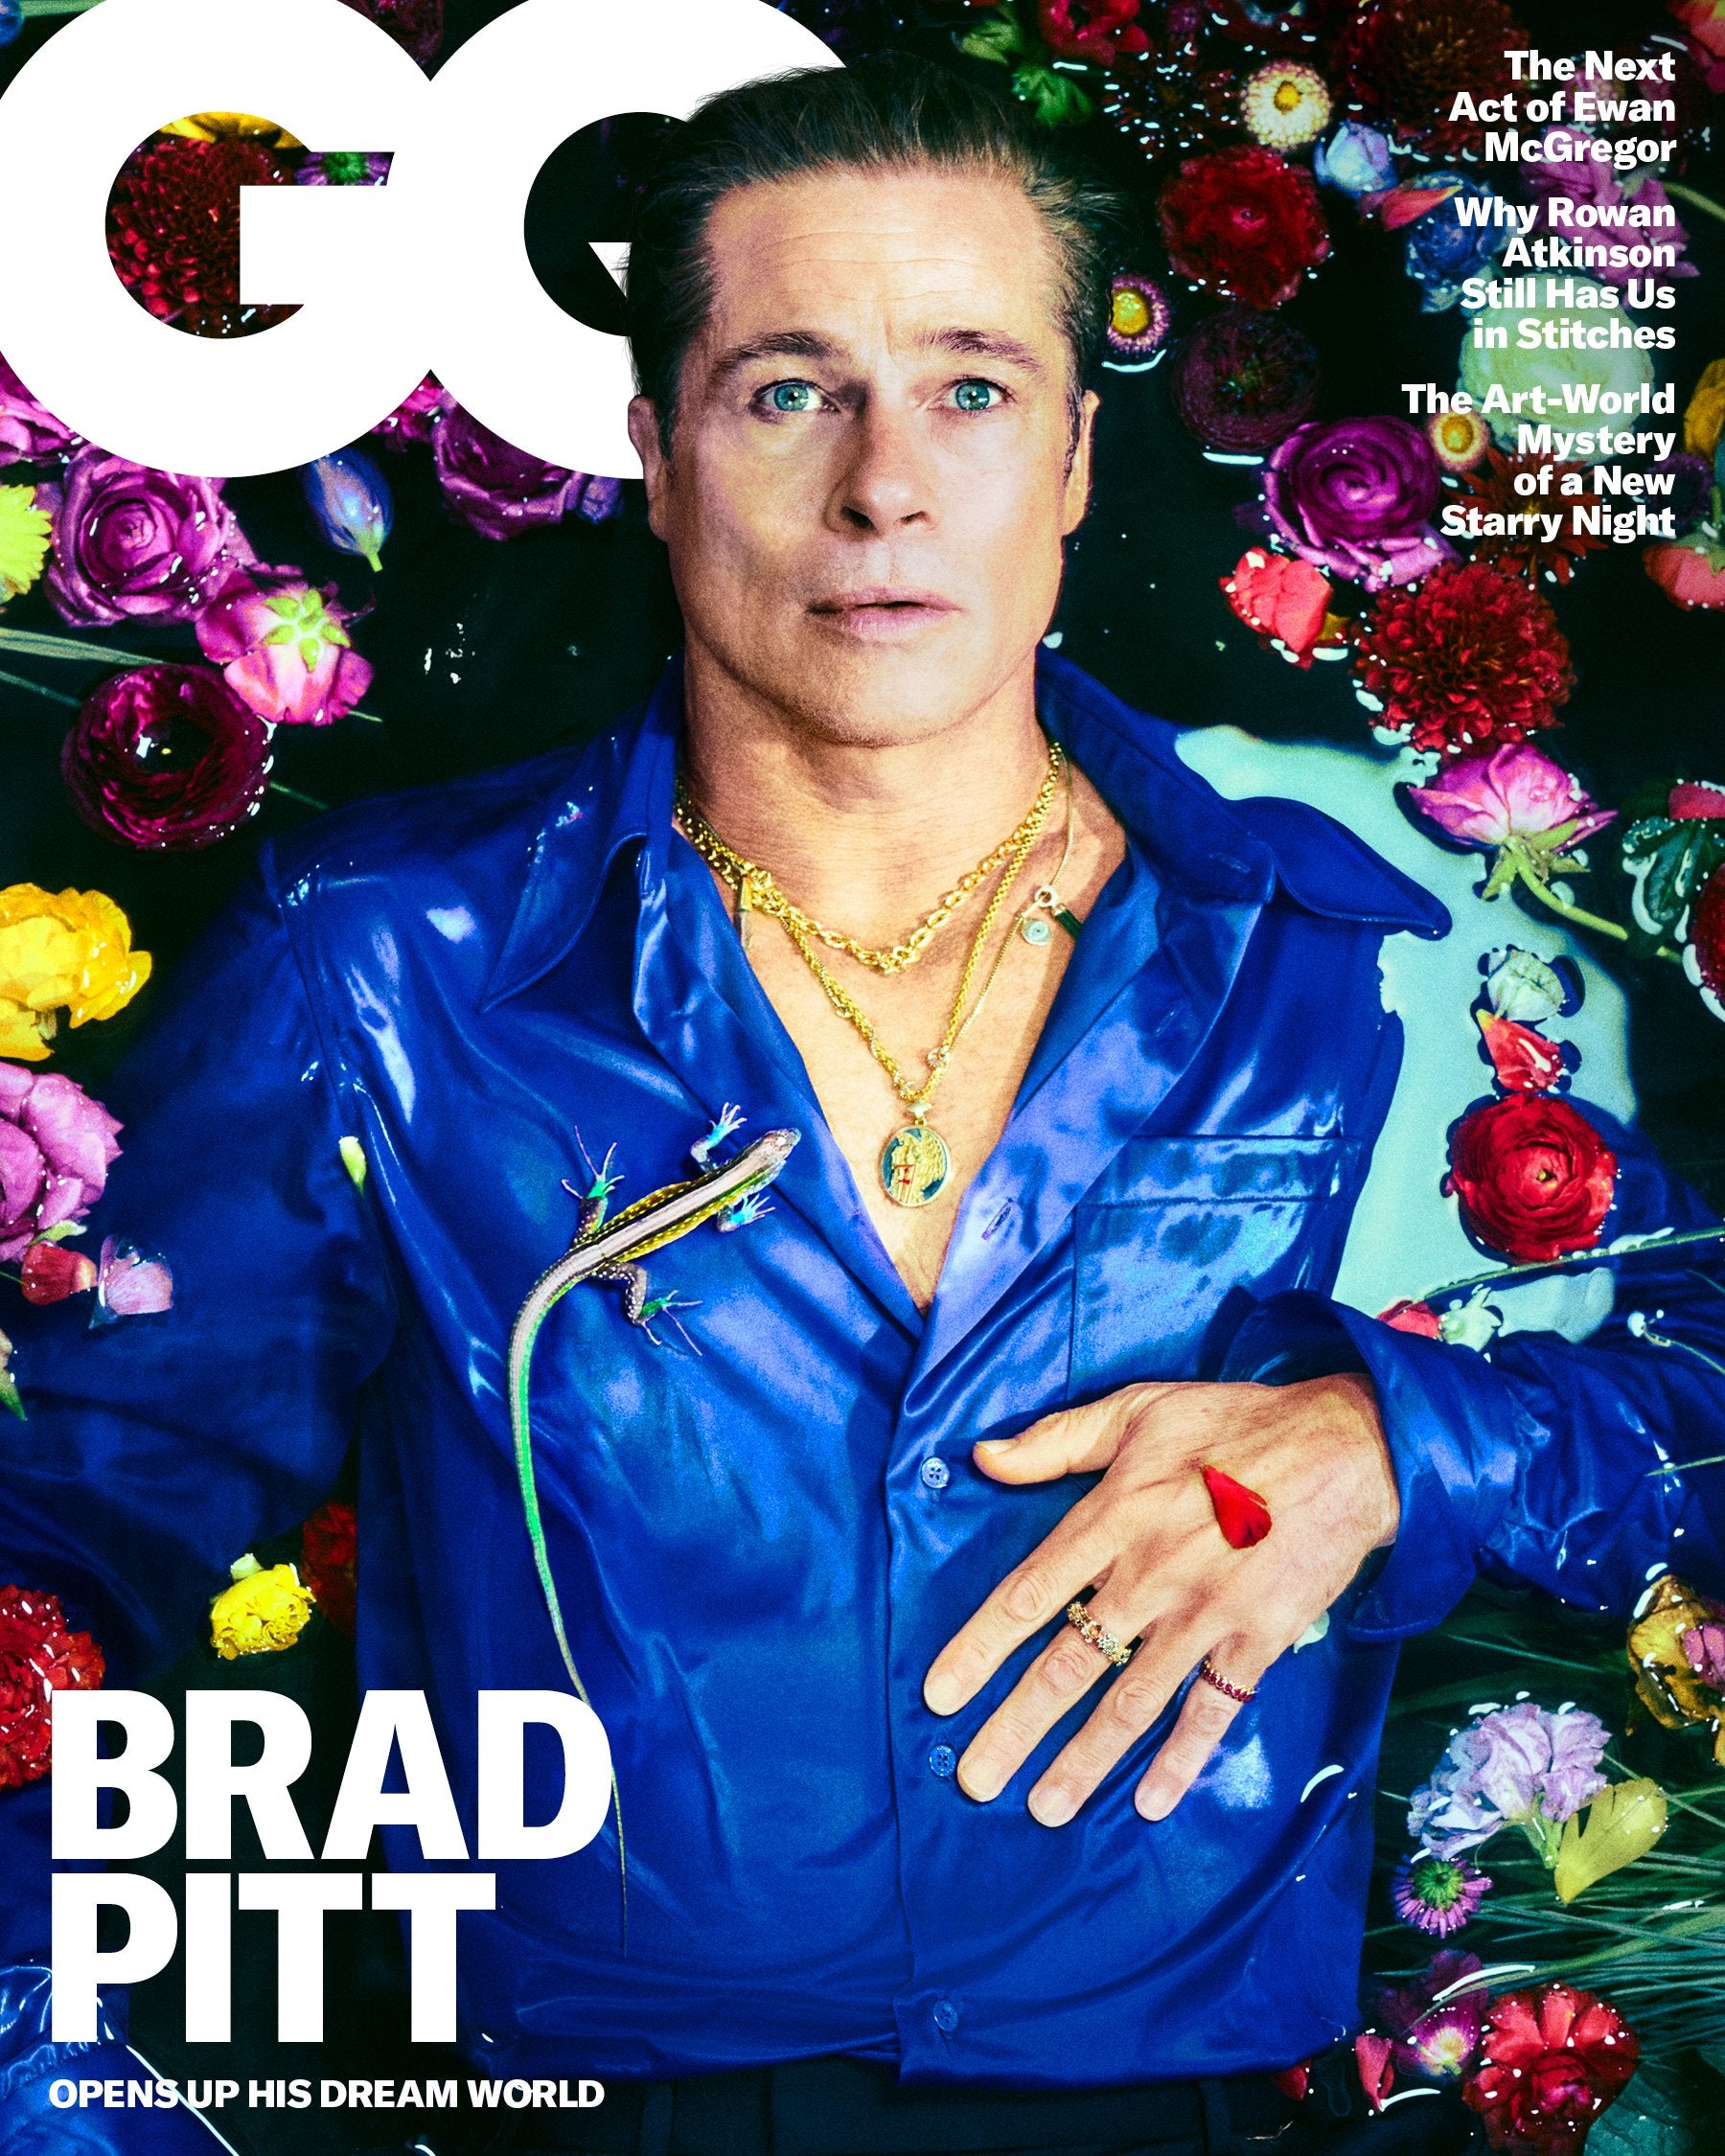 GQ
The Next
Act of Ewan
McGregor
Why Rowan
Atkinson
Still Has Us
in Stitches
The Art-World
Mystery
of a New
Starry Night
BRAD
PITT
OPENS UP HIS DREAM WORLD